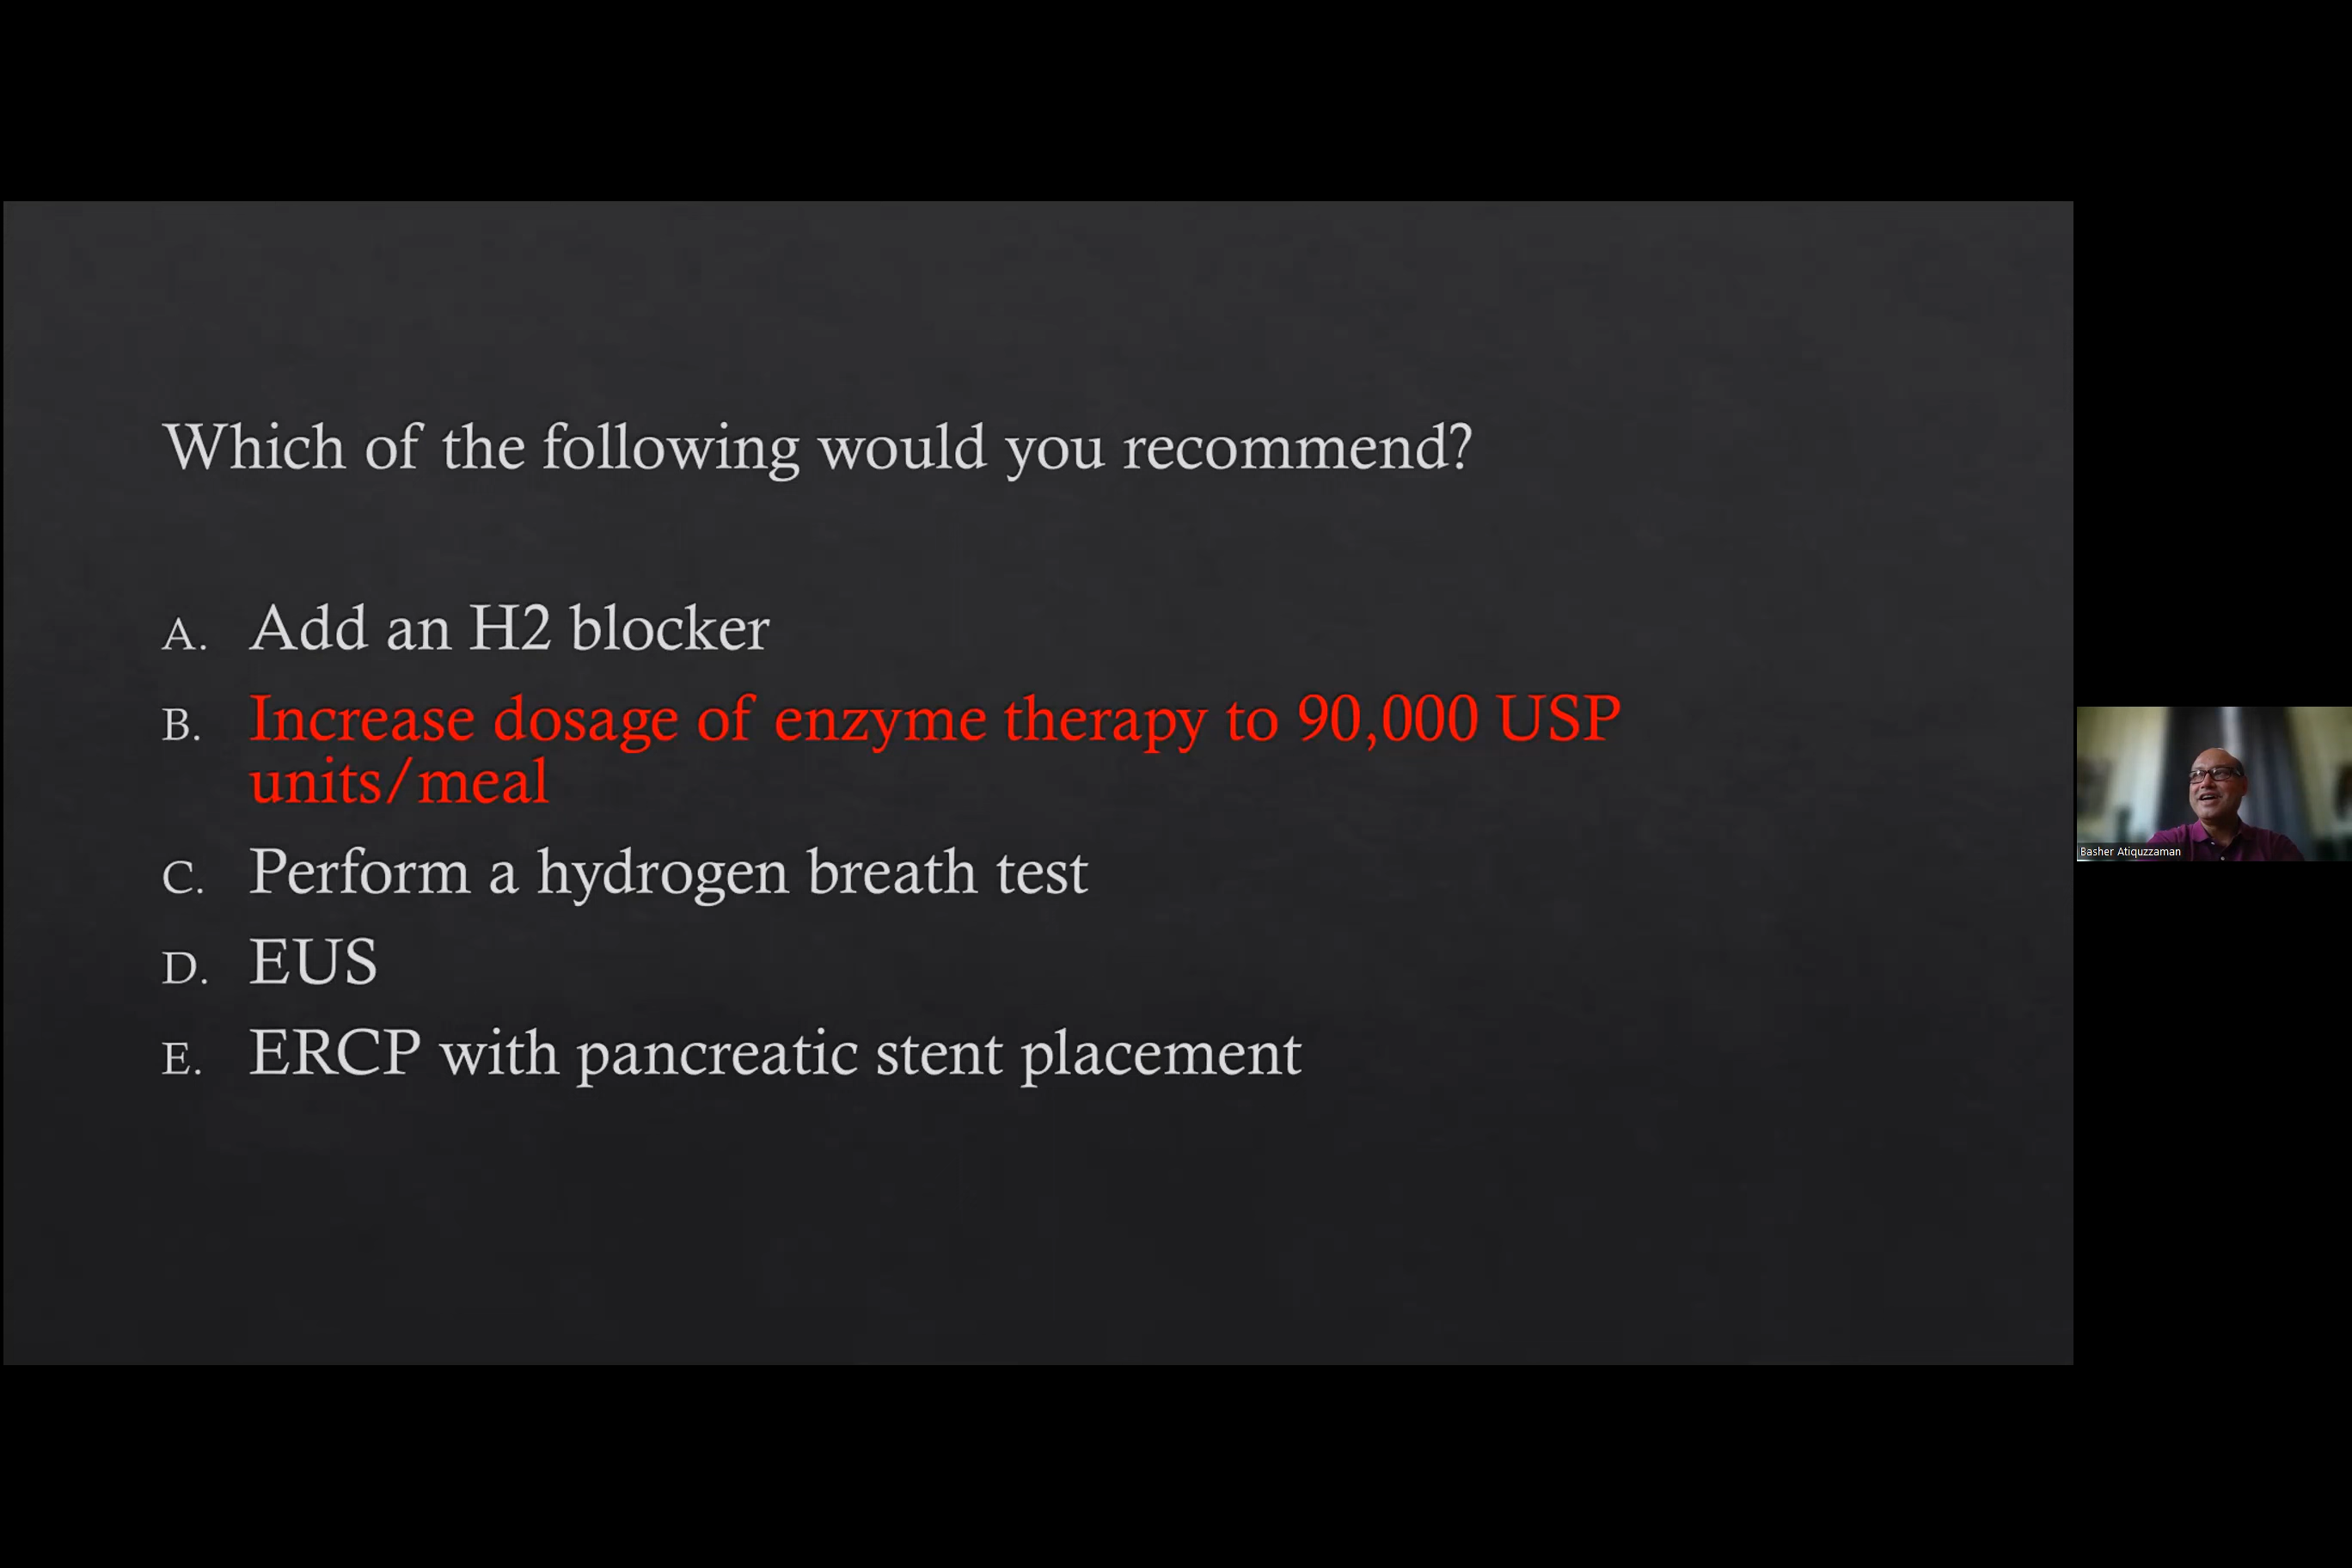 Which of the following would you recommend?
A. Add an H2 blocker
B. Increase dosage of enzyme therapy to 90,000 USP
units/meal
C. Perform a hydrogen breath test
D. EUS
E. ERCP with pancreatic stent placement
Basher Atiquzzaman